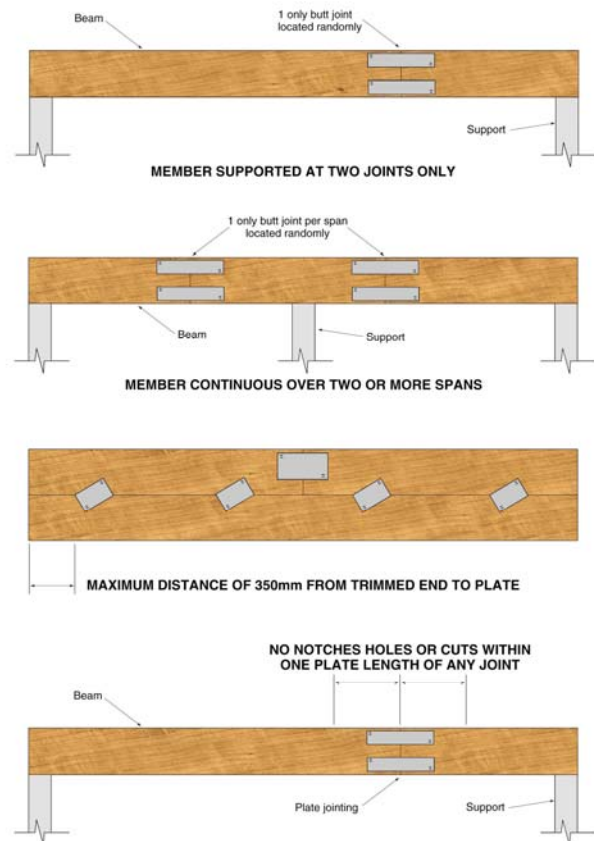 Beam
1 only butt joint
located randomly
Support
MEMBER SUPPORTED AT TWO JOINTS ONLY
1 only butt joint per span
located randomly
Beam
Support
MEMBER CONTINUOUS OVER TWO OR MORE SPANS
MAXIMUM DISTANCE OF 350mm FROM TRIMMED END TO PLATE
NO NOTCHES HOLES OR CUTS WITHIN
ONE PLATE LENGTH OF ANY JOINT
Beam
Plate jointing
Support